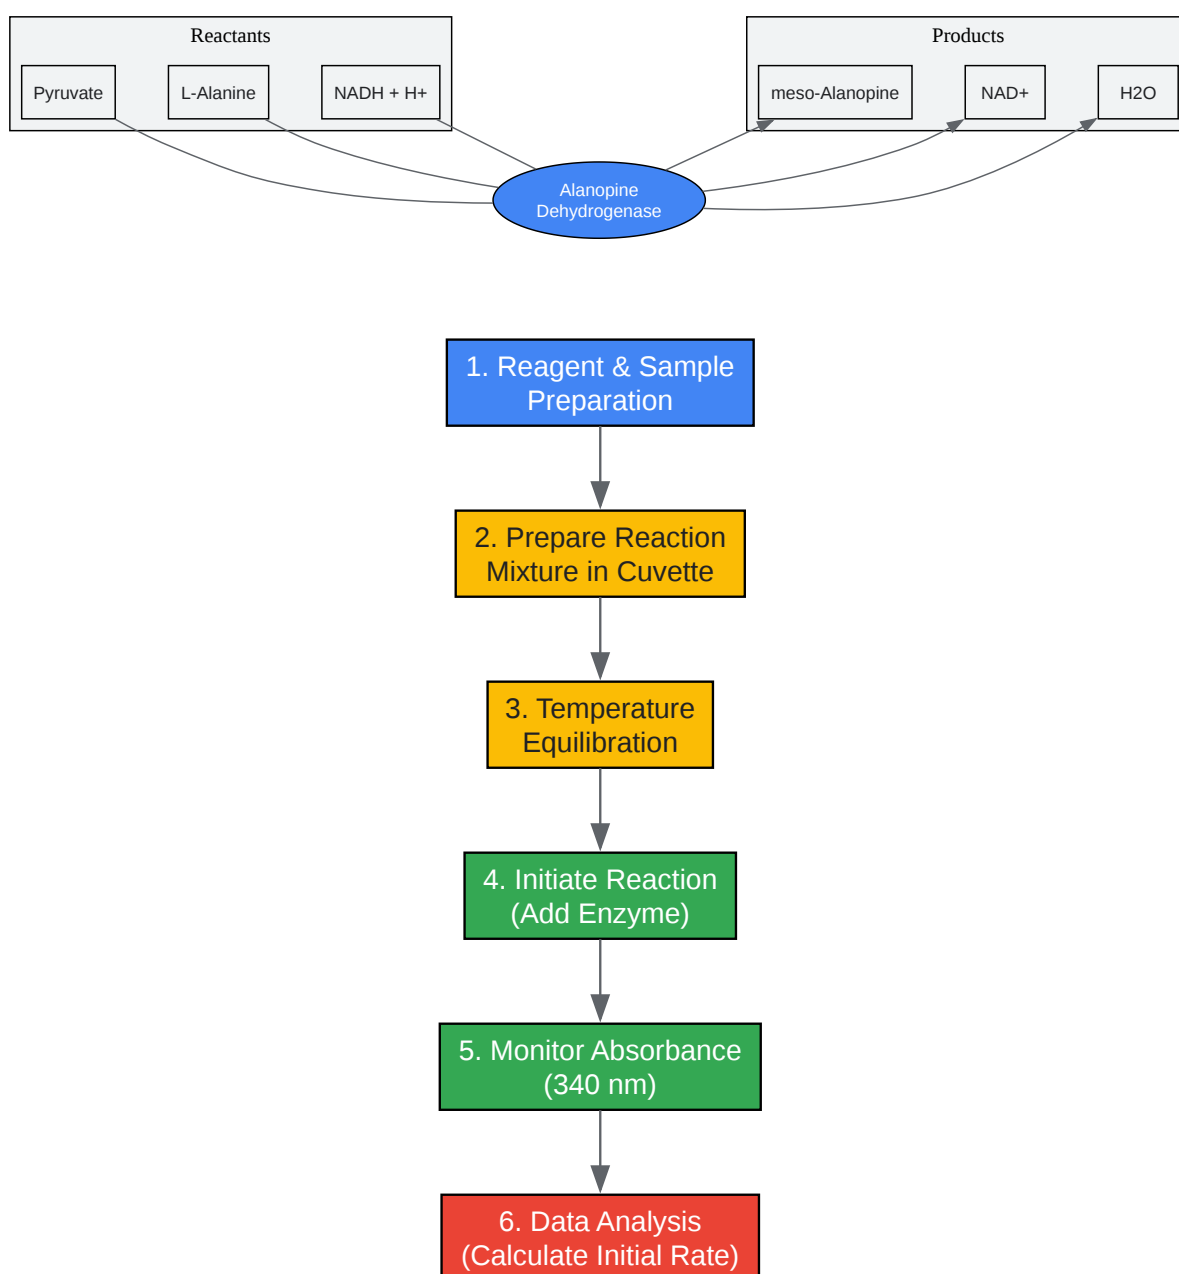 Reactants
Products
Pyruvate
L-Alanine
NADH + H+
meso-Alanopine
NAD+
H2O
Alanopine
Dehydrogenase
1. Reagent & Sample
Preparation
2. Prepare Reaction
Mixture in Cuvette
3. Temperature
Equilibration
4. Initiate Reaction
(Add Enzyme)
5. Monitor Absorbance
(340 nm)
6. Data Analysis
(Calculate Initial Rate)